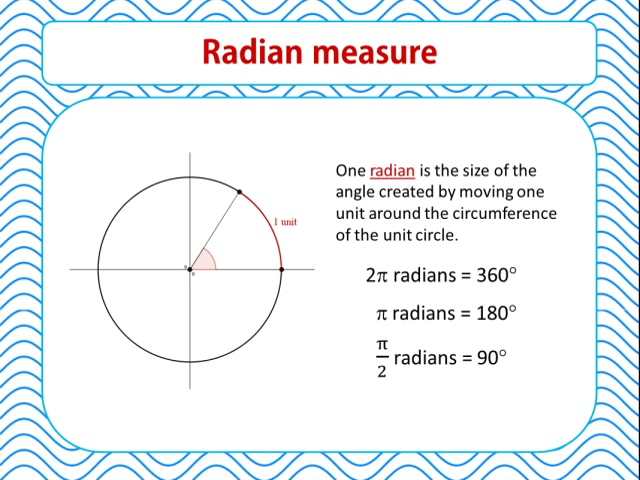 Radian measure
One radian is the size of the
angle created by moving one
unit around the circumference
of the unit circle.
1 unit
2π radians = 360°
π radians = 180°
π/2 radians = 90°